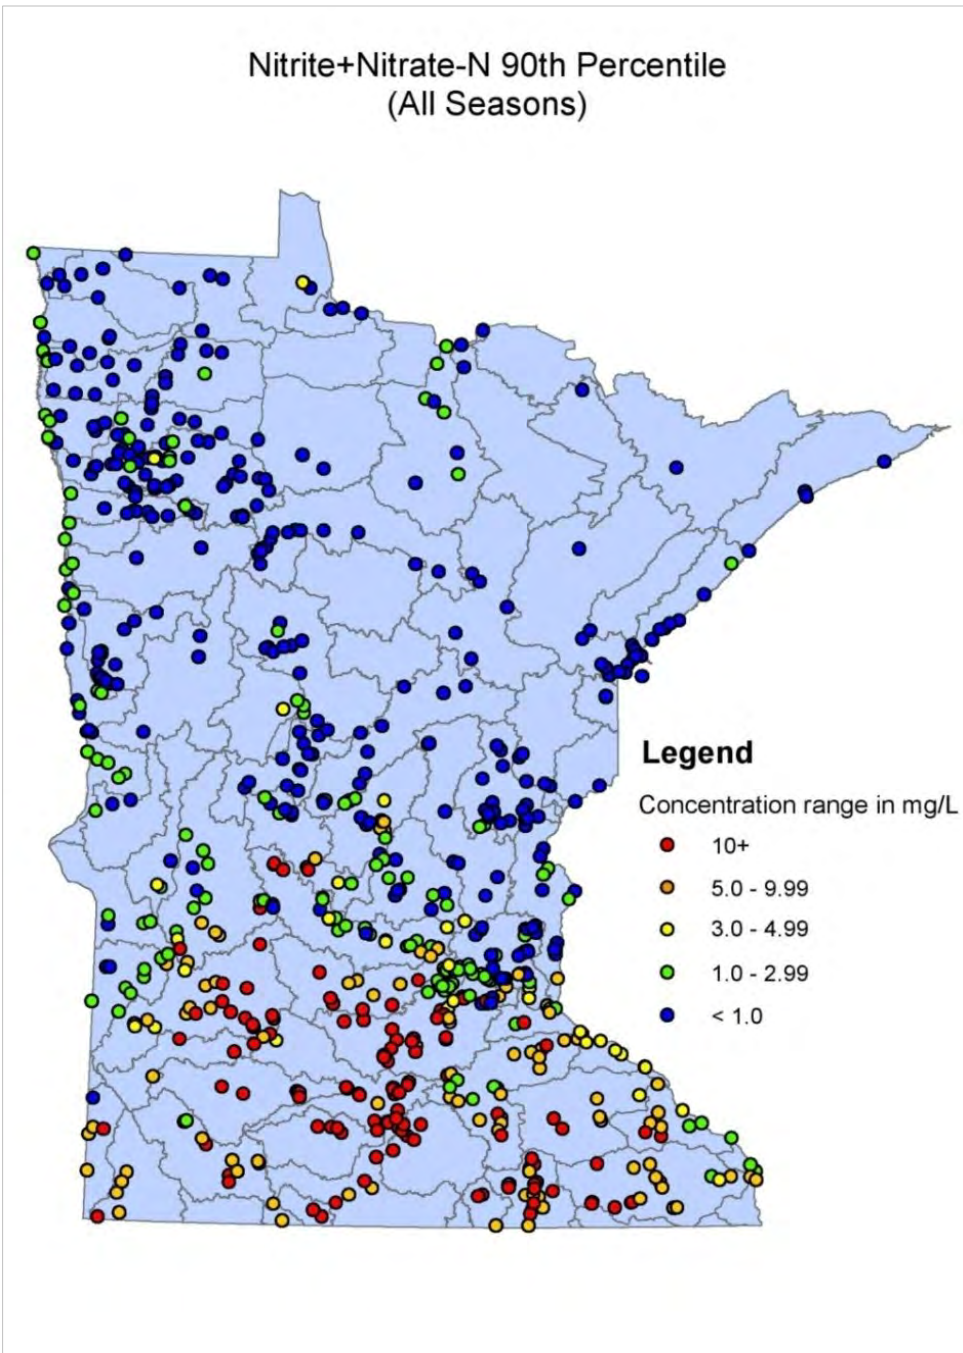 Nitrite+Nitrate-N 90th Percentile
(All Seasons)
Legend
Concentration range in mg/L
10+
5.0 - 9.99
3.0 - 4.99
1.0 - 2.99
< 1.0